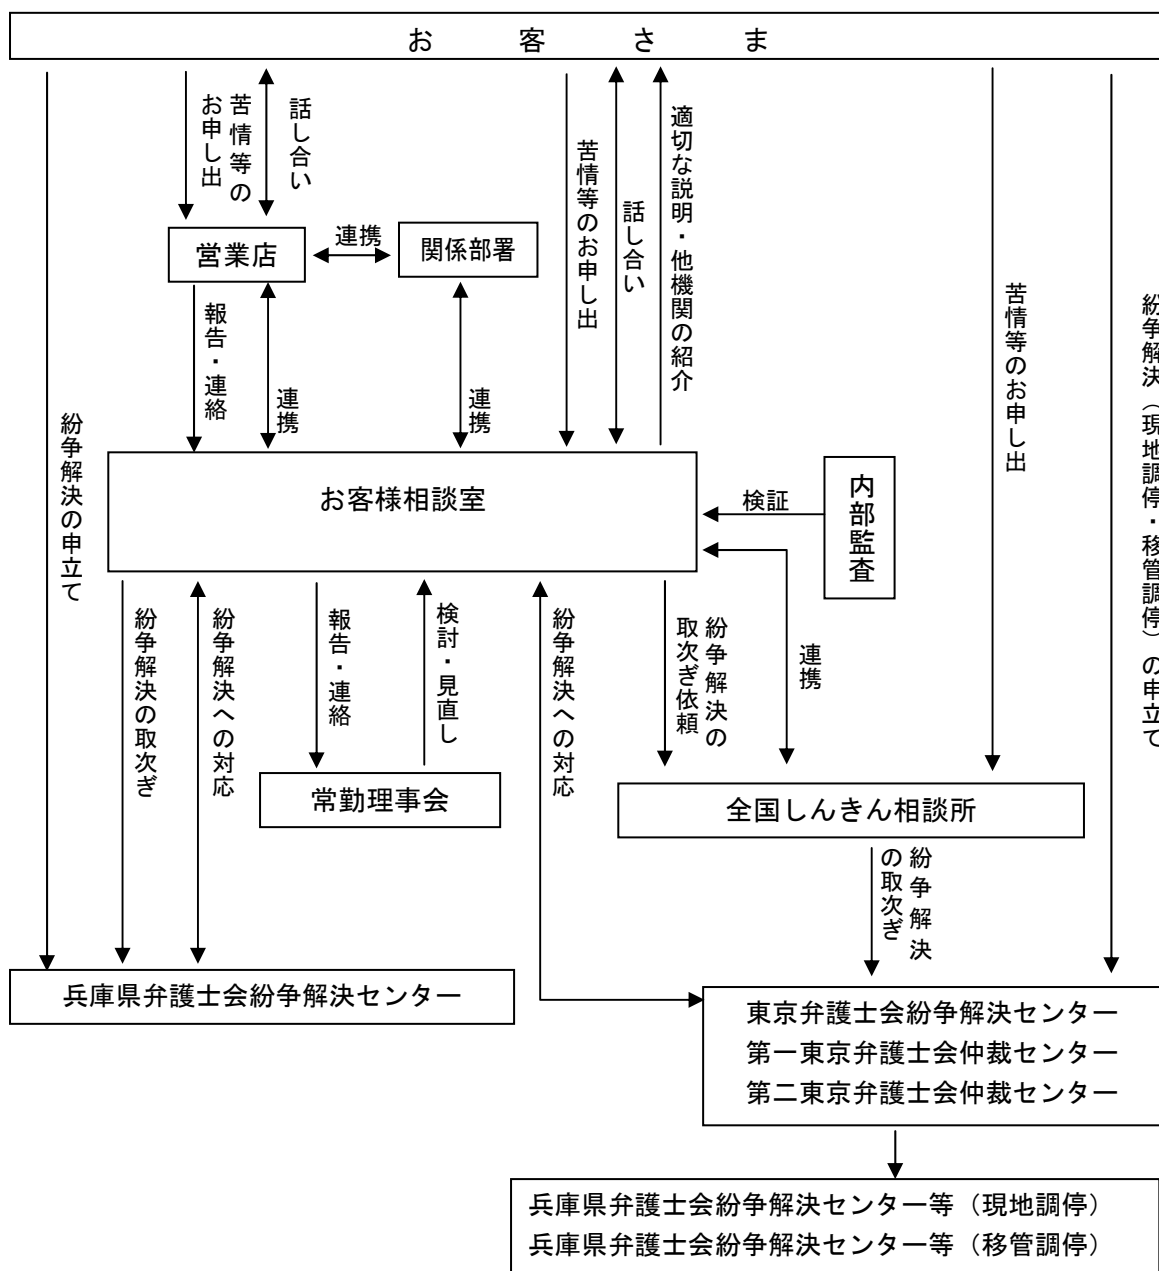 お客さま
苦情等の
お申し出
話し合い
苦情等のお申し出
話し合い
適切な説明・他機関の紹介
苦情等のお申し出
紛争解決（現地調停・移管調停）の申立て
紛争解決の申立て
営業店
連携
関係部署
報告・連絡
連携
連携
お客様相談室
検証
内部監査
紛争解決の取次ぎ
紛争解決への対応
報告・連絡
検討・見直し
紛争解決への対応
紛争解決の
取次ぎ依頼
連携
常勤理事会
全国しんきん相談所
紛争解決
の取次ぎ
兵庫県弁護士会紛争解決センター
東京弁護士会紛争解決センター
第一東京弁護士会仲裁センター
第二東京弁護士会仲裁センター
兵庫県弁護士会紛争解決センター等（現地調停）
兵庫県弁護士会紛争解決センター等（移管調停）